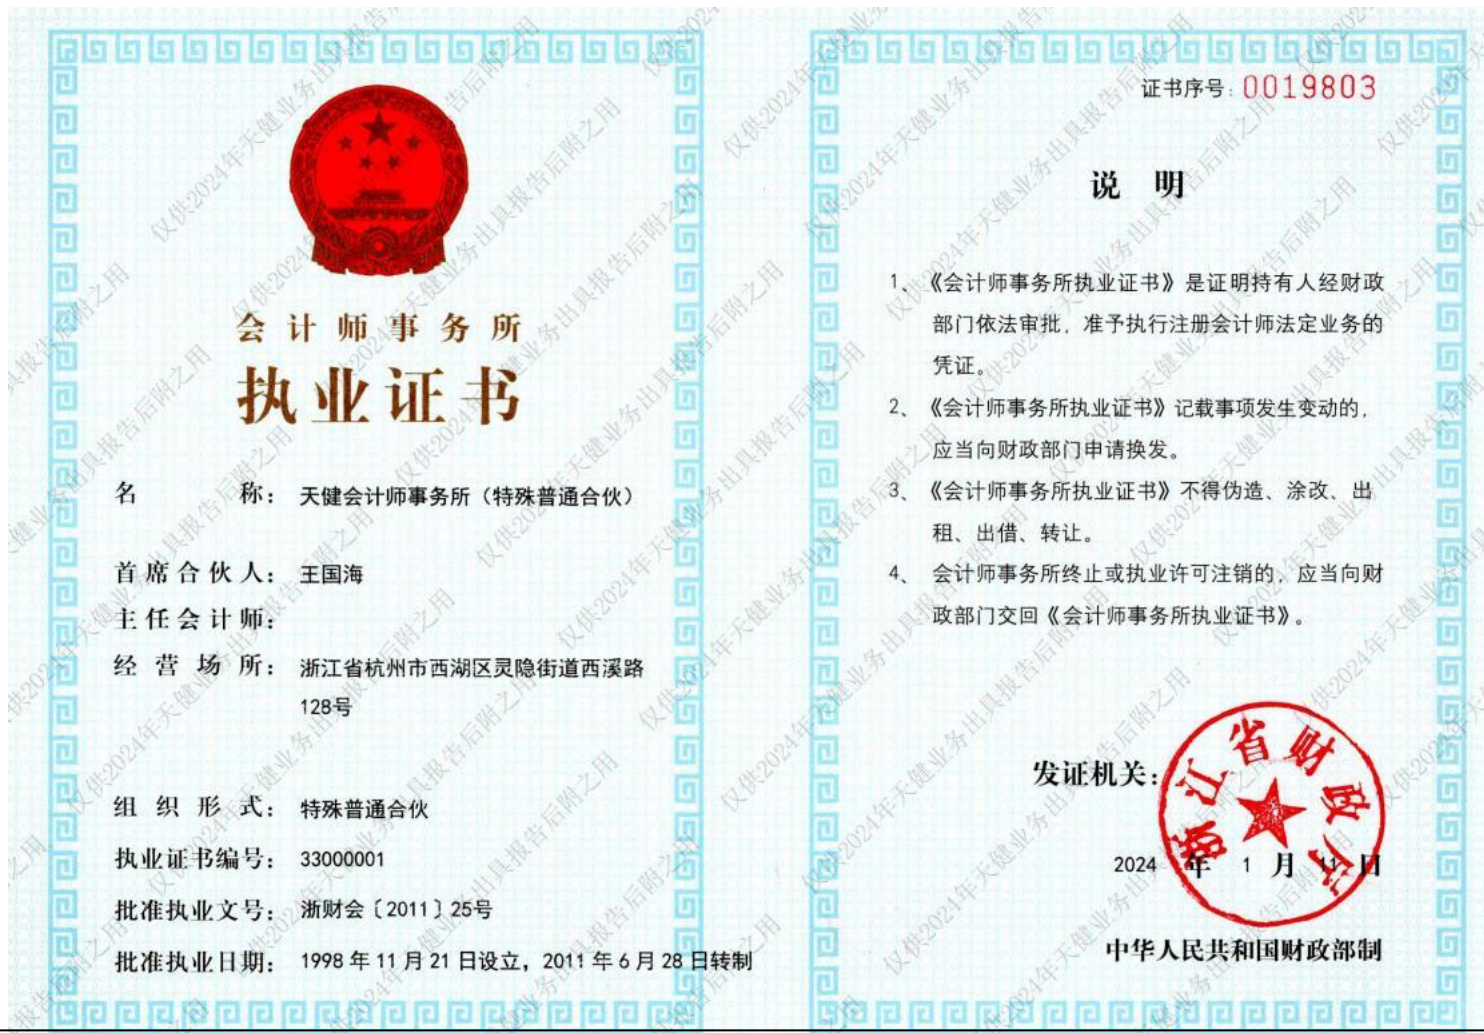 会计师事务所
执业证书
名称：天健会计师事务所（特殊普通合伙）
首席合伙人：王国海
主任会计师：
经营场所：浙江省杭州市西湖区灵隐街道西溪路
128号
组织形式：特殊普通合伙
执业证书编号：33000001
批准执业文号：浙财会〔2011〕25号
批准执业日期：1998年11月21日设立，2011年6月28日转制
证书序号：0019803
说 明
1、《会计师事务所执业证书》是证明持有人经财政
部门依法审批，准予执行注册会计师法定业务的
凭证。
2、《会计师事务所执业证书》记载事项发生变动的，
应当向财政部门申请换发。
3、《会计师事务所执业证书》不得伪造、涂改、出
租、出借、转让。
4、会计师事务所终止或执业许可注销的，应当向财
政部门交回《会计师事务所执业证书》。
发证机关：
浙江省财政厅
2024 年 1 月 11 日
中华人民共和国财政部制
仅供2024年天健业务出具报告后附之用